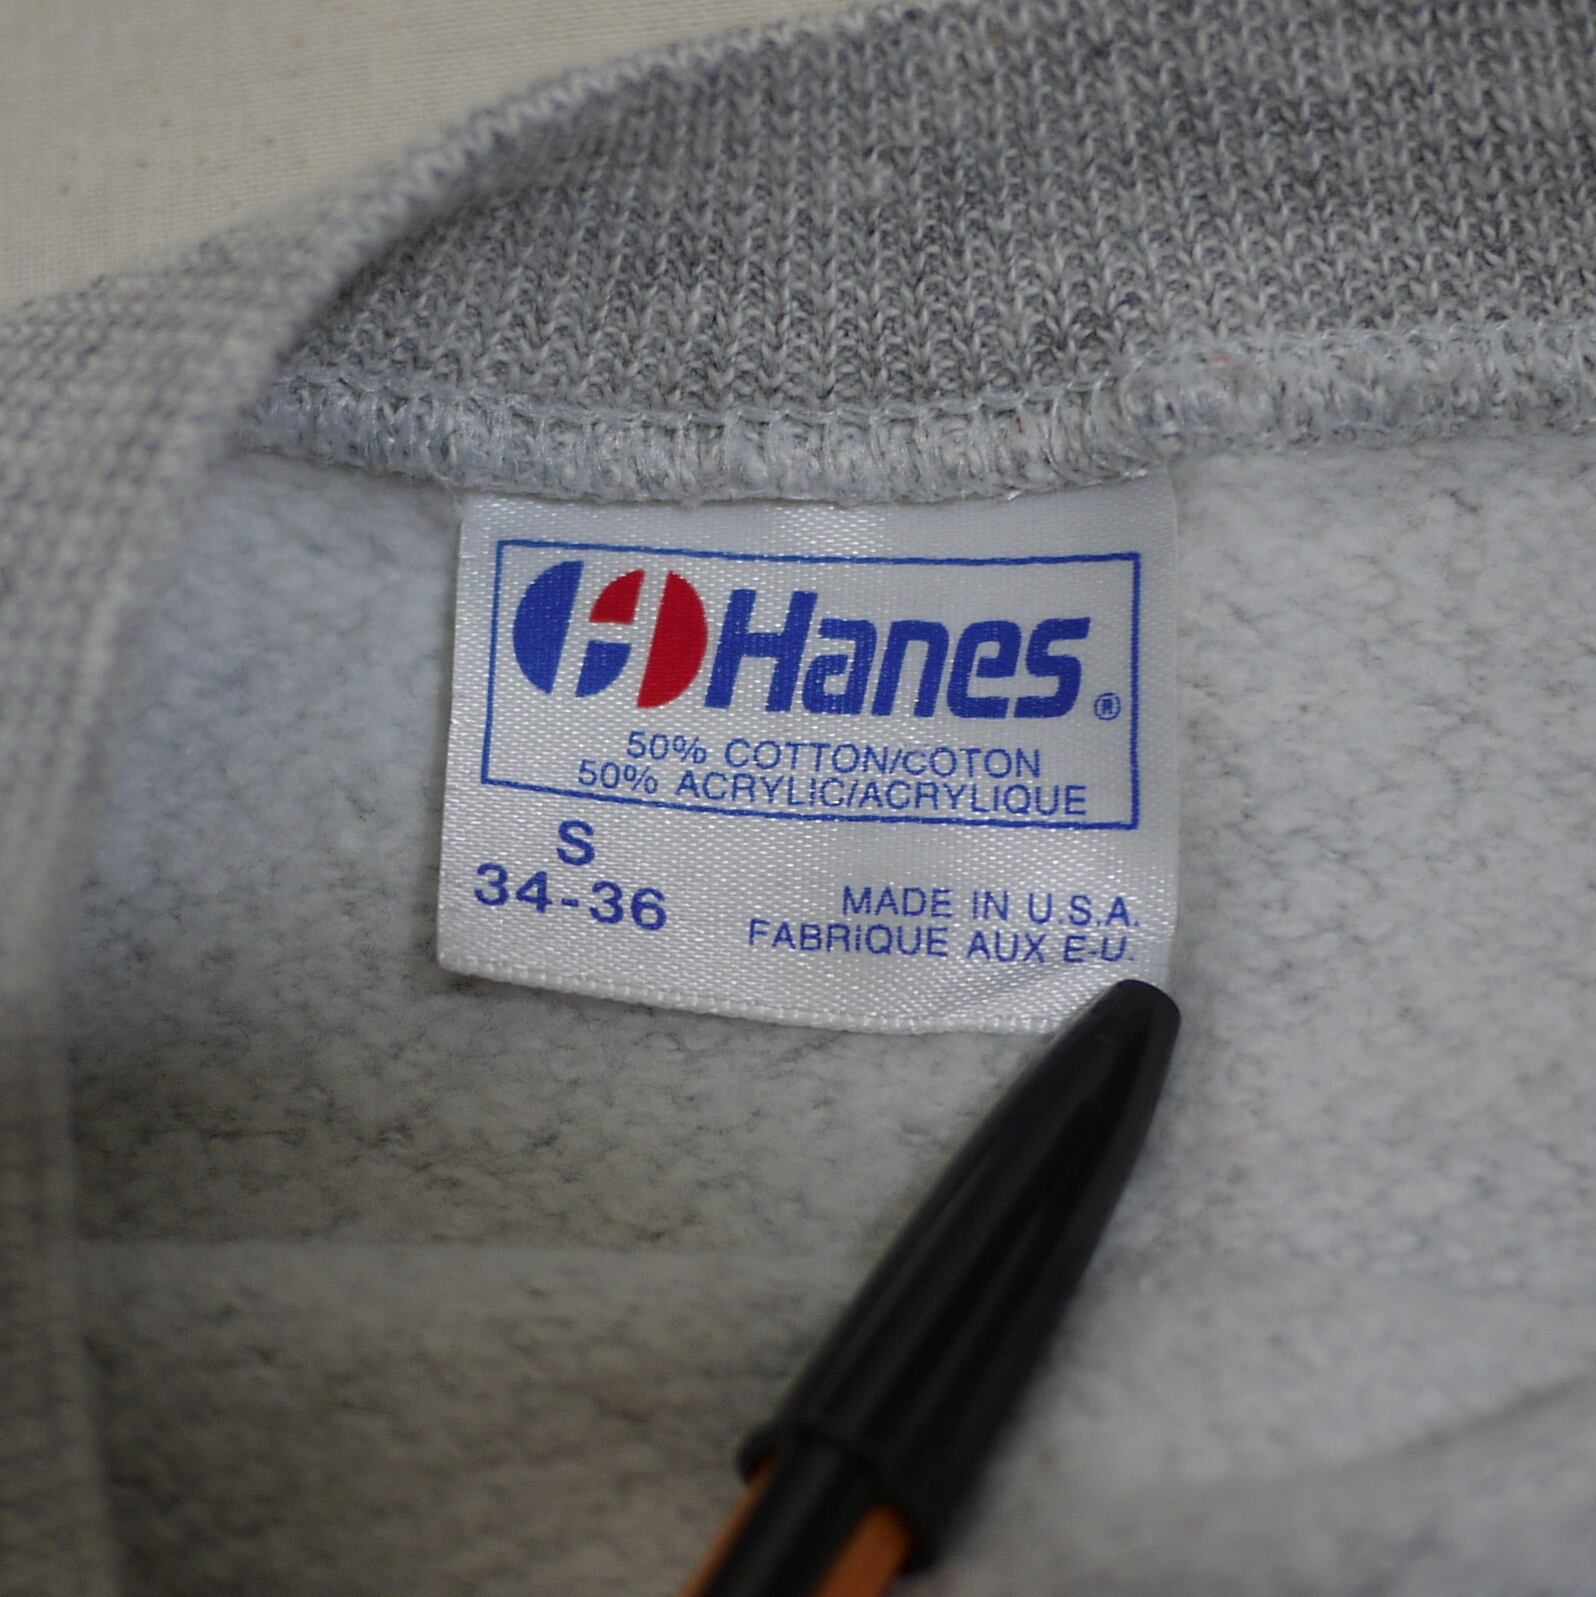 Hanes®
50% COTTON/COTON
50% ACRYLIC/ACRYLIQUE
S
34-36
MADE IN U.S.A.
FABRIQUE AUX E-U.